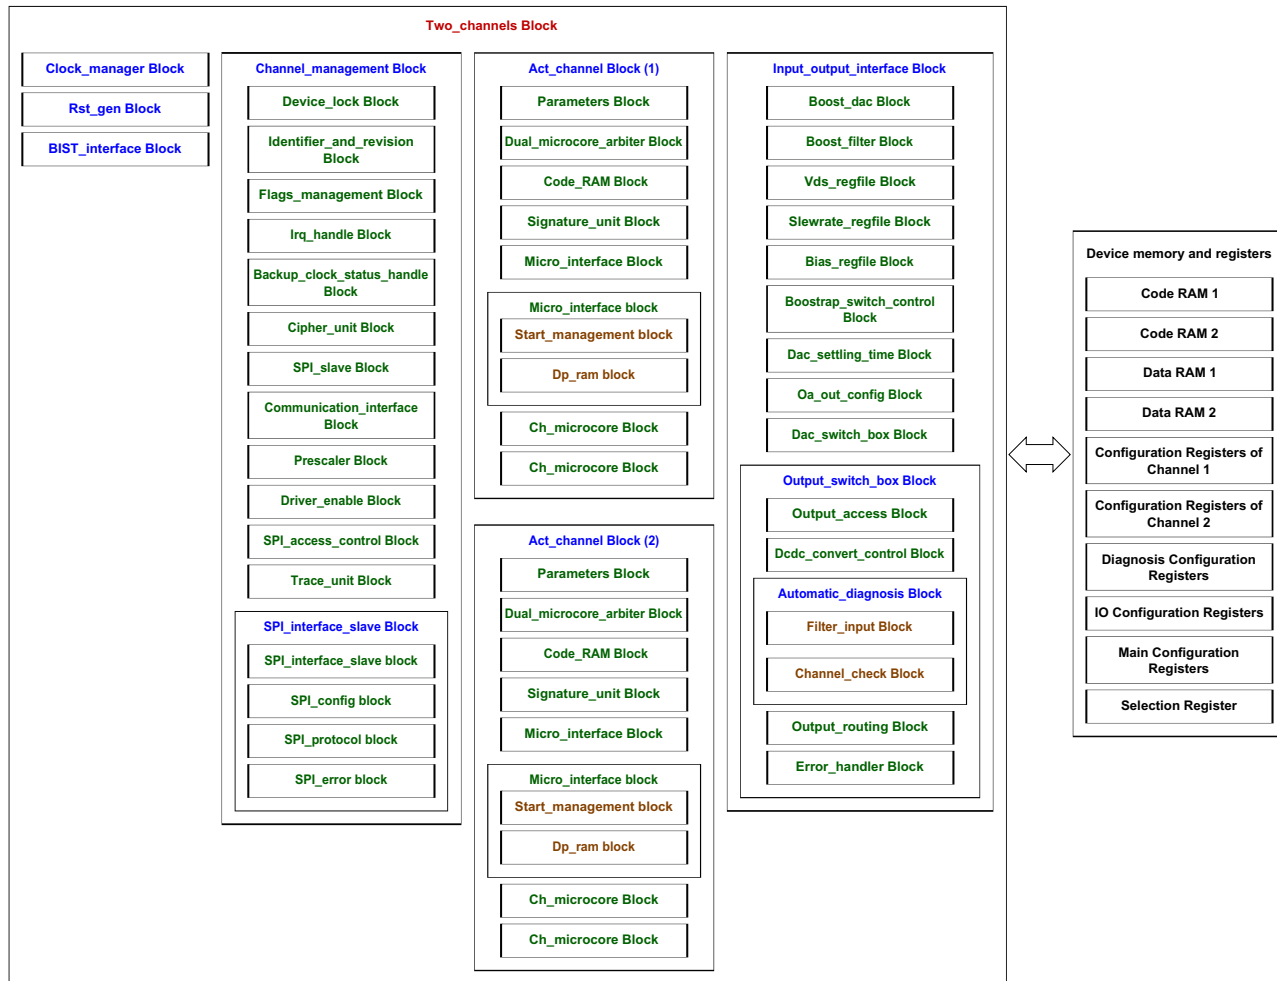 Two_channels Block
Clock_manager Block
Rst_gen Block
BIST_interface Block
Channel_management Block
Device_lock Block
Identifier_and_revision
Block
Flags_management Block
Irq_handle Block
Backup_clock_status_handle
Block
Cipher_unit Block
SPI_slave Block
Communication_interface
Block
Prescaler Block
Driver_enable Block
SPI_access_control Block
Trace_unit Block
SPI_interface_slave Block
SPI_interface_slave block
SPI_config block
SPI_protocol block
SPI_error block
Act_channel Block (1)
Parameters Block
Dual_microcore_arbiter Block
Code_RAM Block
Signature_unit Block
Micro_interface Block
Micro_interface block
Start_management block
Dp_ram block
Ch_microcore Block
Ch_microcore Block
Act_channel Block (2)
Parameters Block
Dual_microcore_arbiter Block
Code_RAM Block
Signature_unit Block
Micro_interface Block
Micro_interface block
Start_management block
Dp_ram block
Ch_microcore Block
Ch_microcore Block
Input_output_interface Block
Boost_dac Block
Boost_filter Block
Vds_regfile Block
Slewrate_regfile Block
Bias_regfile Block
Boostrap_switch_control
Block
Dac_settling_time Block
Oa_out_config Block
Dac_switch_box Block
Output_switch_box Block
Output_access Block
Dcdc_convert_control Block
Automatic_diagnosis Block
Filter_input Block
Channel_check Block
Output_routing Block
Error_handler Block
Device memory and registers
Code RAM 1
Code RAM 2
Data RAM 1
Data RAM 2
Configuration Registers of
Channel 1
Configuration Registers of
Channel 2
Diagnosis Configuration
Registers
IO Configuration Registers
Main Configuration
Registers
Selection Register